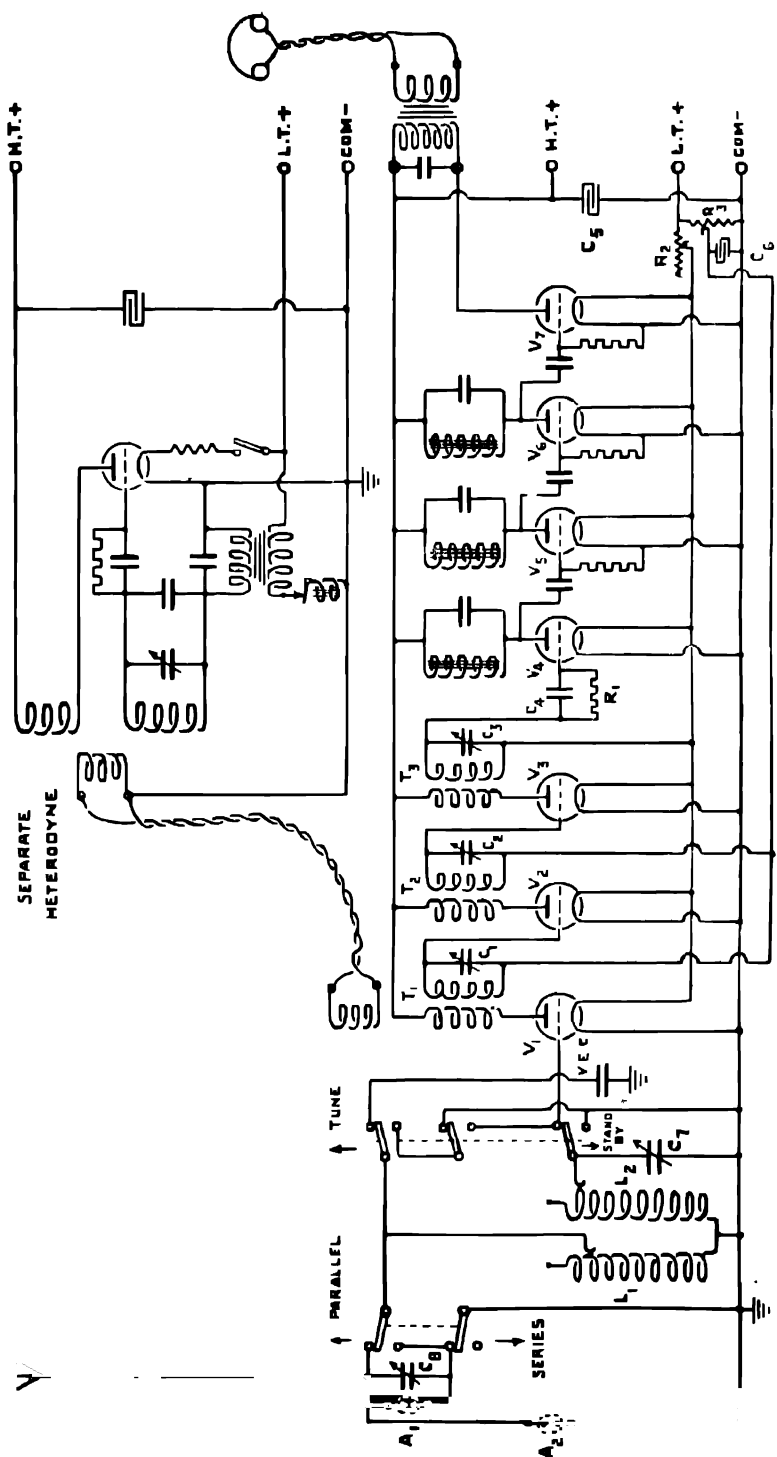 SEPARATE
HETERODYNE
H.T.+
L.T.+
COM-
H.T.+
L.T.+
COM-
C5
R2
R3
C6
V7
V6
V5
V4
C4
R1
T3
C3
V3
T2
C2
V2
T1
C1
V1
V E C
TUNE
STAND
BY
C7
L2
L1
PARALLEL
SERIES
C8
A1
A2